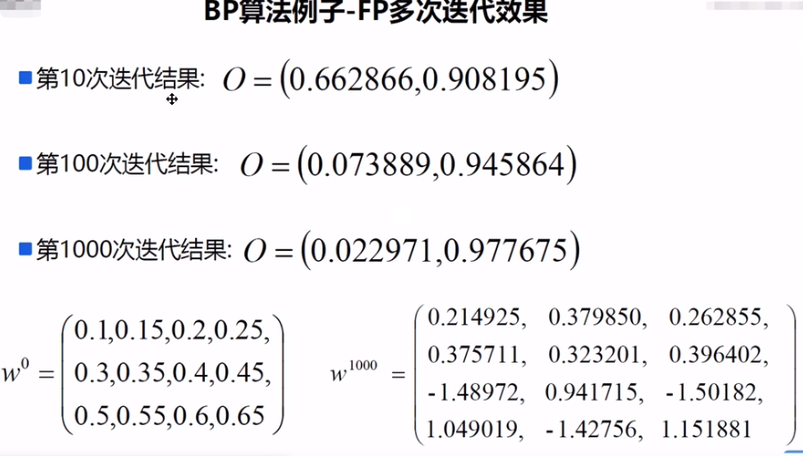 BP算法例子-FP多次迭代效果
第10次迭代结果: O = (0.662866,0.908195)
第100次迭代结果: O = (0.073889,0.945864)
第1000次迭代结果: O = (0.022971,0.977675)
w⁰ = (0.1,0.15,0.2,0.25,
0.3,0.35,0.4,0.45,
0.5,0.55,0.6,0.65)
w¹⁰⁰⁰ = (0.214925, 0.379850, 0.262855,
0.375711, 0.323201, 0.396402,
-1.48972, 0.941715, -1.50182,
1.049019, -1.42756, 1.151881)